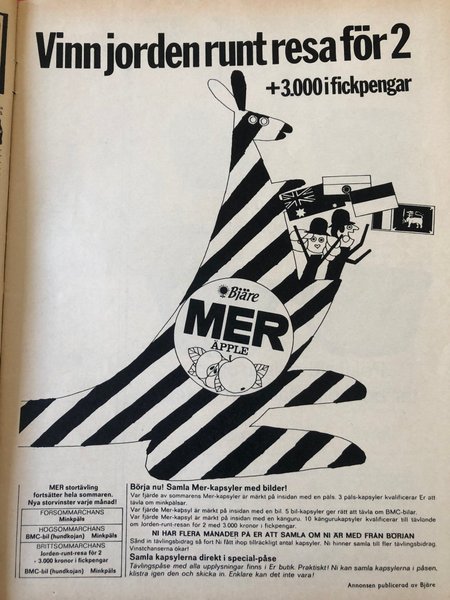 Vinn jorden runt resa för 2
+3.000 i fickpengar
Bjäre
MER
ÄPPLE
MER stortävling
fortsätter hela sommaren.
Nya storvinster varje månad!
FÖRSOMMARCHANS
Minkpäls
HÖGSOMMARCHANS
BMC-bil (hundkojan) Minkpäls
BRITTSOMMARCHANS
Jorden-runt-resa för 2
+ 3.000 kronor i fickpengar
BMC-bil (hundkojan) Minkpäls
Börja nu! Samla Mer-kapsyler med bilder!
Var fjärde av sommarens Mer-kapsyler är märkt på insidan med en päls. 3 päls-kapsyler kvalificerar Er att
tävla om minkpälsar.
Var fjärde Mer-kapsyl är märkt på insidan med en bil. 5 bil-kapsyler ger rätt att tävla om BMC-bilar.
Var fjärde Mer-kapsyl är märkt på insidan med en känguru. 10 kängurukapsyler kvalificerar till tävlande
om Jorden-runt-resan för 2 med 3.000 kronor i fickpengar.
NI HAR FLERA MÅNADER PÅ ER ATT SAMLA OM NI ÄR MED FRÅN BÖRJAN
Sänd in tävlingsbidrag så fort Ni fått ihop tillräckligt antal kapsyler. Ni hinner samla till fler tävlingsbidrag.
Vinstchanserna ökar!
Samla kapsylerna direkt i special-påse
Tävlingspåse med alla upplysningar finns i Er butik. Praktiskt! Ni kan samla kapsylerna i påsen,
klistra igen den och skicka in. Enklare kan det inte vara!
Annonsen publicerad av Bjäre